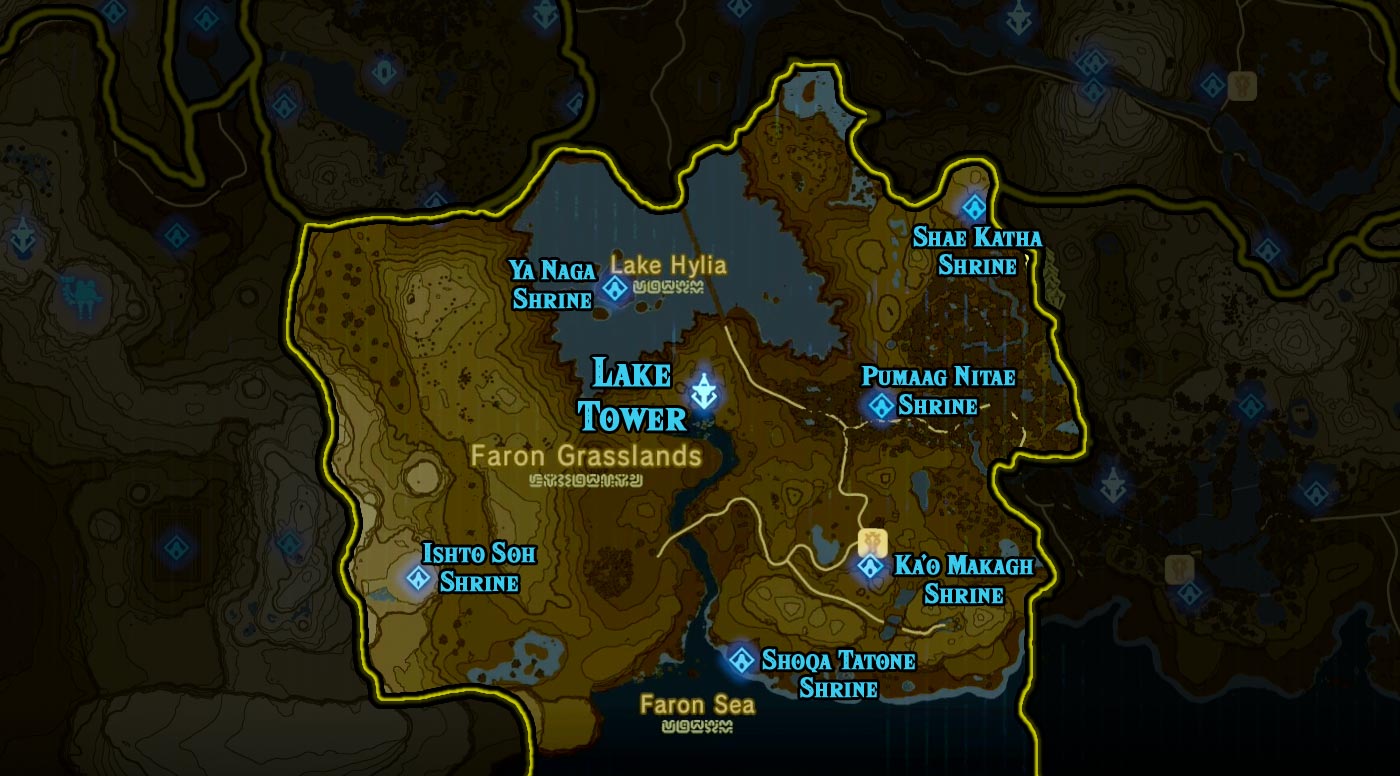 Shae Katha
Shrine
Ya Naga
Shrine
Lake Hylia
Lake
Tower
Pumaag Nitae
Shrine
Faron Grasslands
Ishto Soh
Shrine
Ka'o Makagh
Shrine
Shoqa Tatone
Shrine
Faron Sea